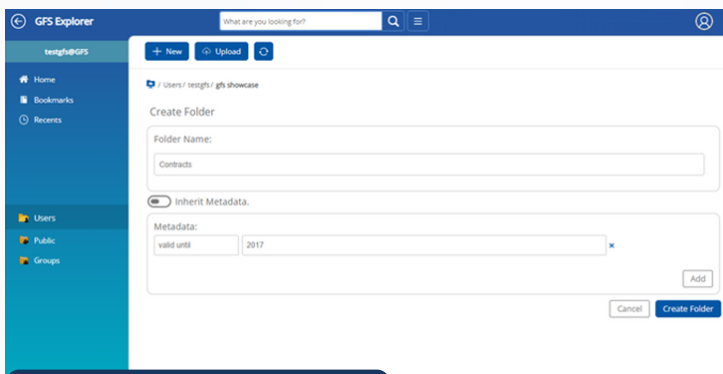 GFS Explorer
What are you looking for?
testgfs@GFS
+ New
Upload
Home
Bookmarks
Recents
/ Users / testgfs / gfs showcase
Create Folder
Folder Name:
Contracts
Inherit Metadata.
Users
Public
Groups
Metadata:
valid until 2017
Add
Cancel
Create Folder